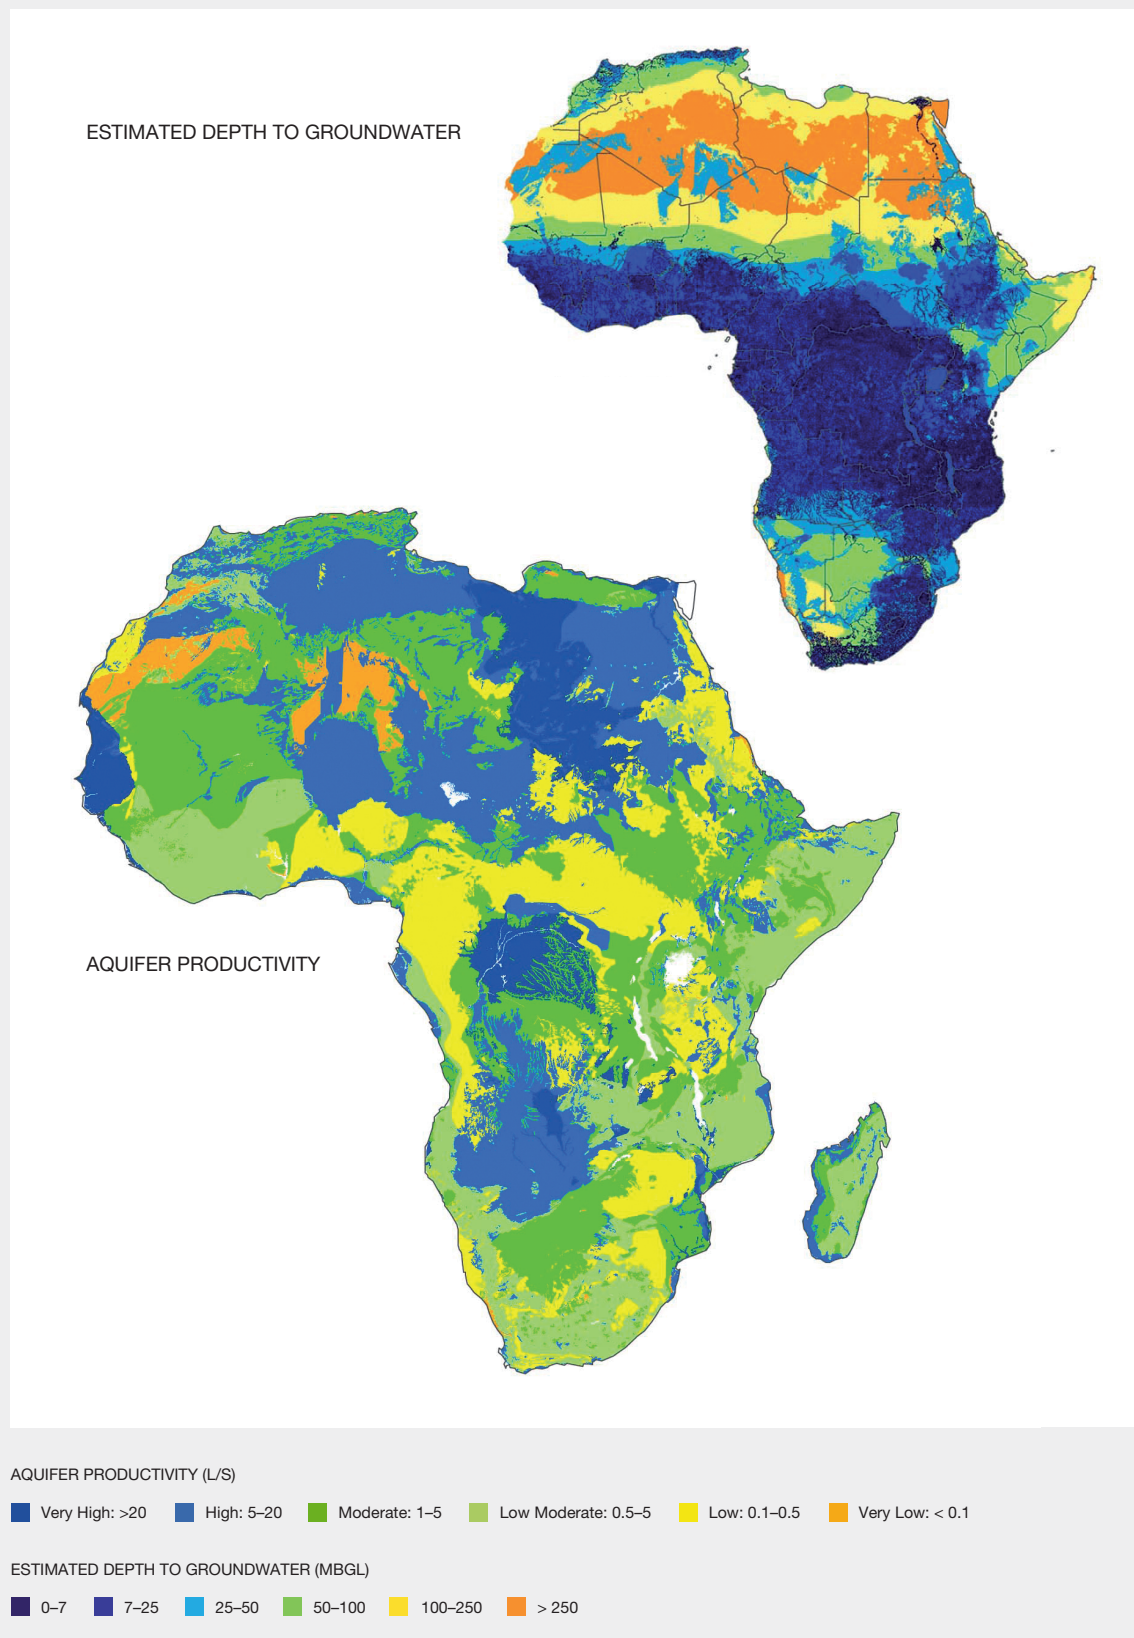 ESTIMATED DEPTH TO GROUNDWATER
AQUIFER PRODUCTIVITY
AQUIFER PRODUCTIVITY (L/S)
Very High: >20 High: 5–20 Moderate: 1–5 Low Moderate: 0.5–5 Low: 0.1–0.5 Very Low: < 0.1
ESTIMATED DEPTH TO GROUNDWATER (MBGL)
0–7 7–25 25–50 50–100 100–250 > 250